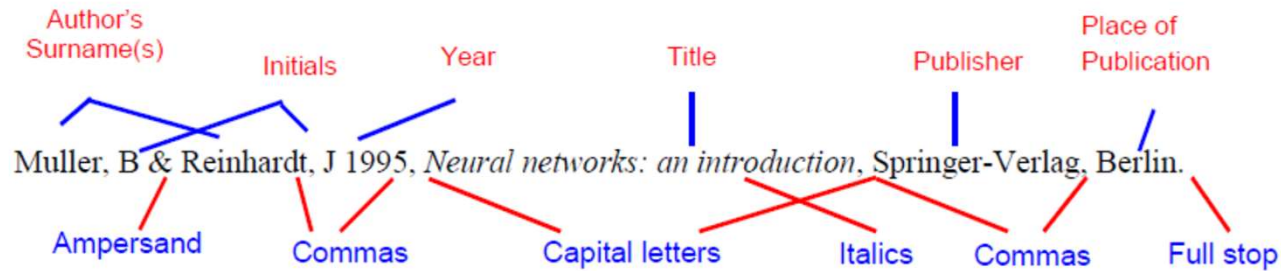 Author's
Surname(s)
Initials
Year
Title
Publisher
Place of
Publication
Muller, B & Reinhardt, J 1995, Neural networks: an introduction, Springer-Verlag, Berlin.
Ampersand
Commas
Capital letters
Italics
Commas
Full stop